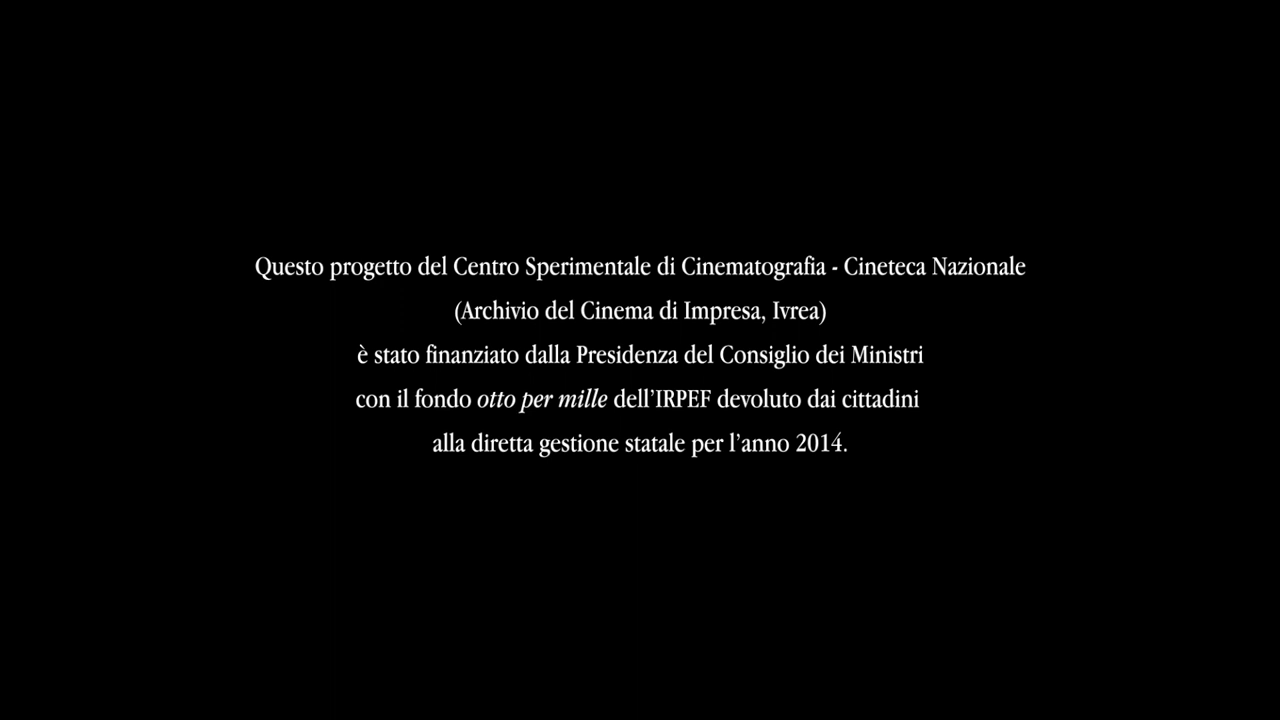 Questo progetto del Centro Sperimentale di Cinematografia - Cineteca Nazionale
(Archivio del Cinema di Impresa, Ivrea)
è stato finanziato dalla Presidenza del Consiglio dei Ministri
con il fondo otto per mille dell’IRPEF devoluto dai cittadini
alla diretta gestione statale per l’anno 2014.